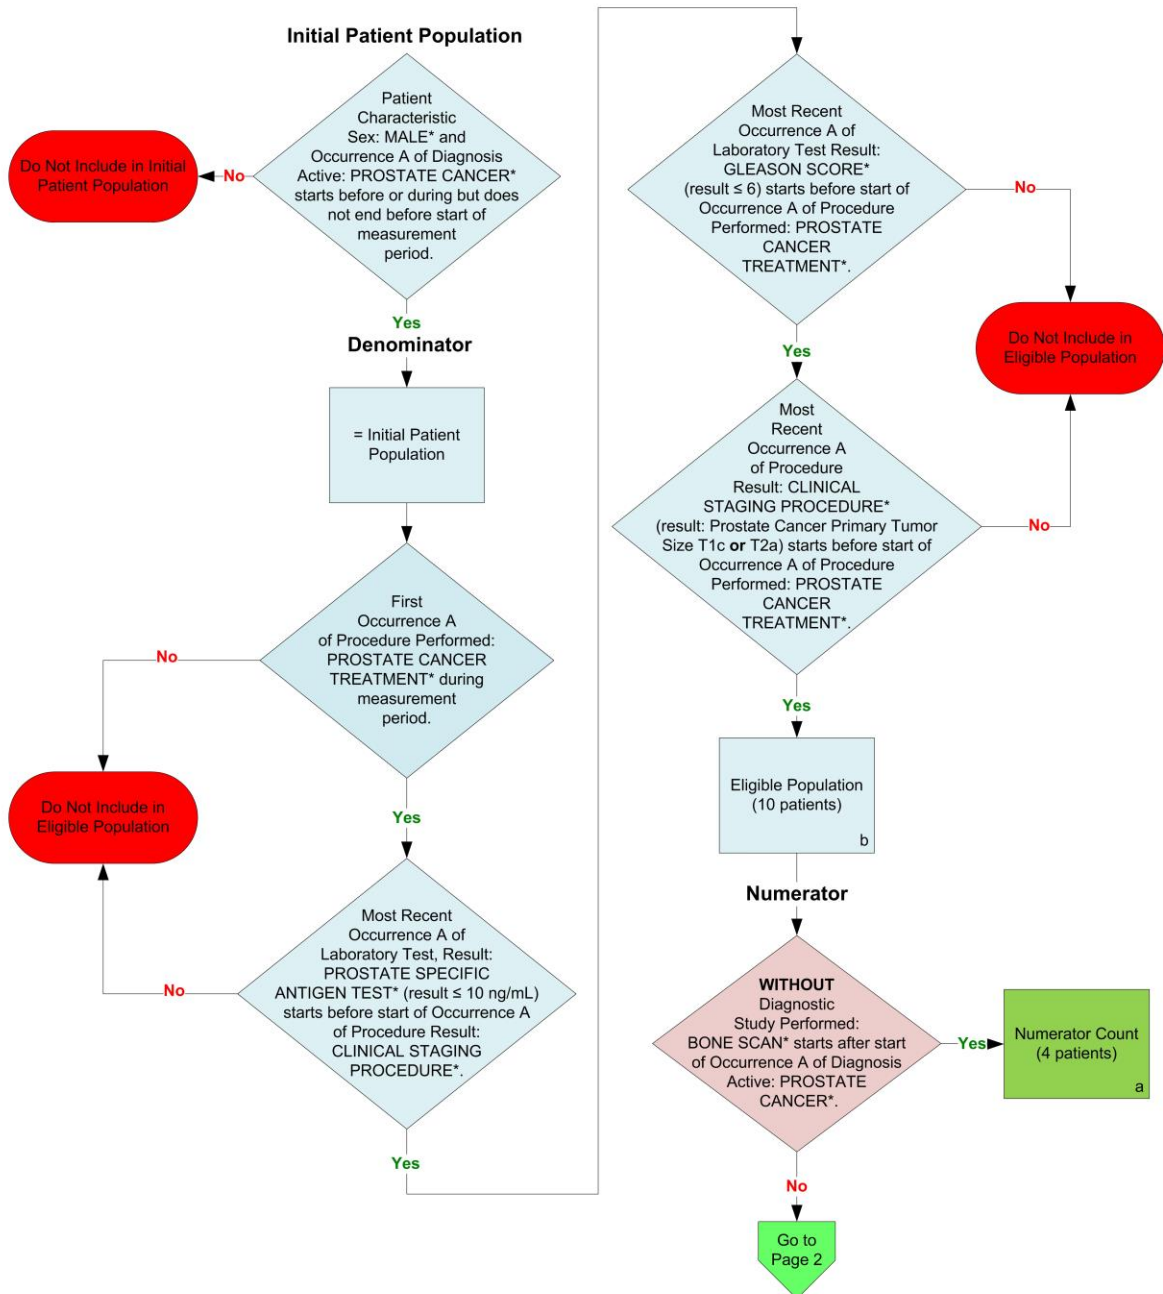 Initial Patient Population
Patient
Characteristic
Sex: MALE* and
Occurrence A of Diagnosis
Active: PROSTATE CANCER*
starts before or during but does
not end before start of
measurement
period.
No
Do Not Include in Initial
Patient Population
Yes
Denominator
= Initial Patient
Population
First
Occurrence A
of Procedure Performed:
PROSTATE CANCER
TREATMENT* during
measurement
period.
No
Do Not Include in
Eligible Population
Yes
Most Recent
Occurrence A of
Laboratory Test, Result:
PROSTATE SPECIFIC
ANTIGEN TEST* (result ≤ 10 ng/mL)
starts before start of Occurrence A
of Procedure Result:
CLINICAL STAGING
PROCEDURE*.
No
Yes
Most Recent
Occurrence A of
Laboratory Test Result:
GLEASON SCORE*
(result ≤ 6) starts before start of
Occurrence A of Procedure
Performed: PROSTATE
CANCER
TREATMENT*.
No
Do Not Include in
Eligible Population
Yes
Most
Recent
Occurrence A
of Procedure
Result: CLINICAL
STAGING PROCEDURE*
(result: Prostate Cancer Primary Tumor
Size T1c or T2a) starts before start of
Occurrence A of Procedure
Performed: PROSTATE
CANCER
TREATMENT*.
No
Yes
Eligible Population
(10 patients)
b
Numerator
WITHOUT
Diagnostic
Study Performed:
BONE SCAN* starts after start
of Occurrence A of Diagnosis
Active: PROSTATE
CANCER*.
Yes
Numerator Count
(4 patients)
a
No
Go to
Page 2